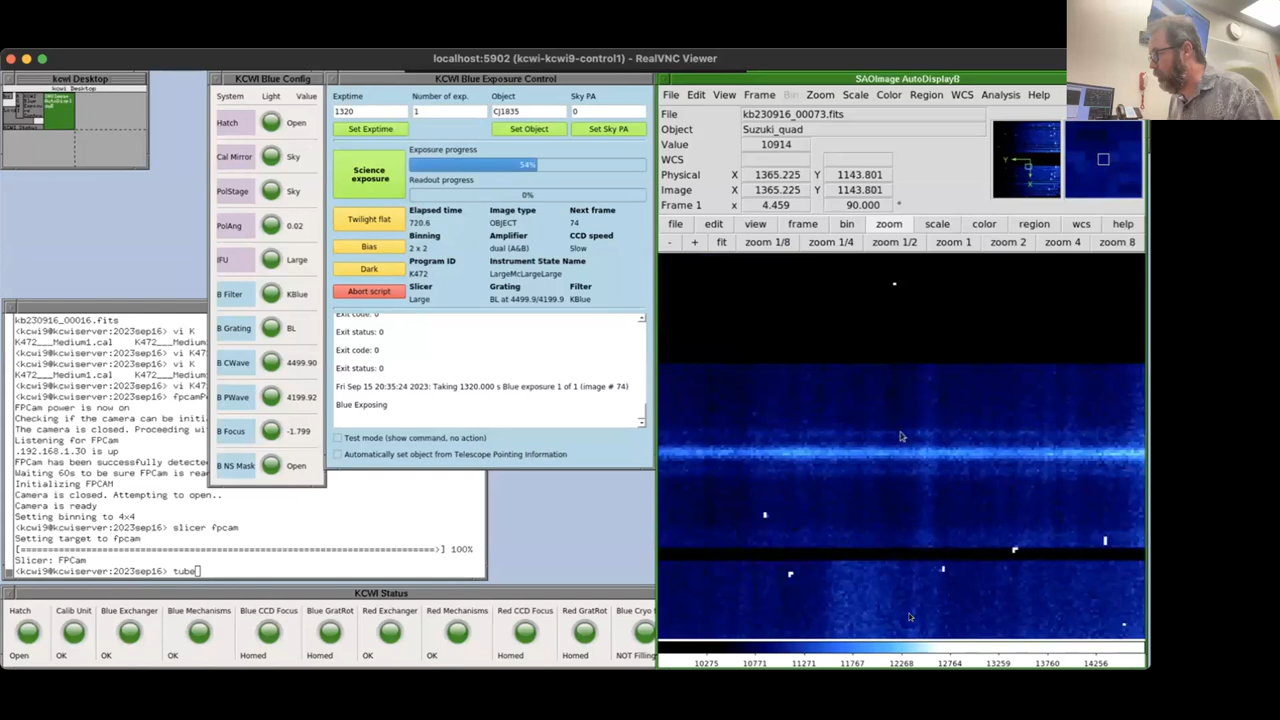 localhost:5902 (kcwi-kcwi9-control1) - RealVNC Viewer
kcwi Desktop
kcwi Desktop
kb230916_00016.fits
<kcwi9@kcwiserver:2023sep16> vi K
K472___Medium1.cal K472___Med
<kcwi9@kcwiserver:2023sep16> vi K
K472___Medium1.cal K472___Med
<kcwi9@kcwiserver:2023sep16> vi K
<kcwi9@kcwiserver:2023sep16> fpcamP
FPCam power is now on
Checking if the camera can be initi
The camera is closed. Proceeding wi
Listening for FPCam
.192.168.1.30 is up
FPCam has been successfully detecte
Waiting 60s to be sure FPCam is rea
Initializing FPCAM
Camera is closed. Attempting to open..
Camera is ready
Setting binning to 4x4
<kcwi9@kcwiserver:2023sep16> slicer fpcam
Setting target to fpcam
100%
Slicer: FPCam
<kcwi9@kcwiserver:2023sep16> tube
KCWI Blue Config
System Light Value
Hatch Open
Cal Mirror Sky
PolStage Sky
PolAng 0.02
IFU Large
B Filter KBlue
B Grating BL
B CWave 4499.90
B PWave 4199.92
B Focus -1.799
B NS Mask Open
KCWI Blue Exposure Control
Exptime Number of exp. Object Sky PA
1320 1 CJ1835 0
Set Exptime Set Object Set Sky PA
Science exposure
Exposure progress
54%
Readout progress
0%
Twilight flat
Bias
Dark
Abort script
Elapsed time Image type Next frame
720.6 OBJECT 74
Binning Amplifier CCD speed
2 x 2 dual (A&B) Slow
Program ID Instrument State Name
K472 LargeMcLargeLarge
Slicer Grating Filter
Large BL at 4499.9/4199.9 KBlue
Exit code: 0
Exit status: 0
Exit code: 0
Exit status: 0
Fri Sep 15 20:35:24 2023: Taking 1320.000 s Blue exposure 1 of 1 (image # 74)
Blue Exposing
Test mode (show command, no action)
Automatically set object from Telescope Pointing Information
KCWI Status
Hatch Calib Unit Blue Exchanger Blue Mechanisms Blue CCD Focus Blue GratRot Red Exchanger Red Mechanisms Red CCD Focus Red GratRot Blue Cryo
Open OK OK OK Homed Homed OK OK Homed Homed NOT Filling
SAOImage AutoDisplayB
File Edit View Frame Bin Zoom Scale Color Region WCS Analysis Help
File kb230916_00073.fits
Object Suzuki_quad
Value 10914
WCS
Physical X 1365.225 Y 1143.801
Image X 1365.225 Y 1143.801
Frame 1 x 4.459 90.000 °
Y
X
file edit view frame bin zoom scale color region wcs help
- + fit zoom 1/8 zoom 1/4 zoom 1/2 zoom 1 zoom 2 zoom 4 zoom 8
10275 10771 11271 11767 12268 12764 13259 13760 14256